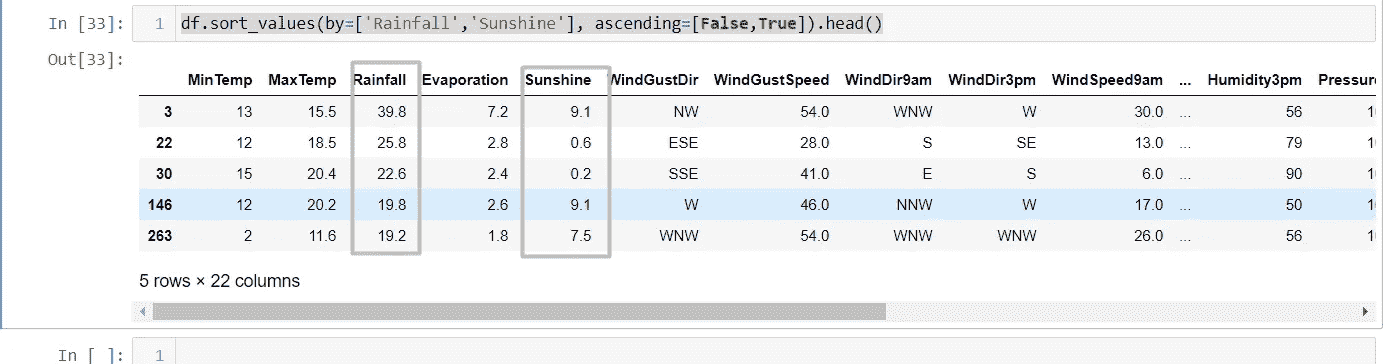 In [33]: 1 df.sort_values(by=['Rainfall','Sunshine'], ascending=[False,True]).head()
Out[33]:
MinTemp MaxTemp Rainfall Evaporation Sunshine WindGustDir WindGustSpeed WindDir9am WindDir3pm WindSpeed9am ... Humidity3pm Pressure
3 13 15.5 39.8 7.2 9.1 NW 54.0 WNW W 30.0 ... 56 1
22 12 18.5 25.8 2.8 0.6 ESE 28.0 S SE 13.0 ... 79 1
30 15 20.4 22.6 2.4 0.2 SSE 41.0 E S 6.0 ... 90 1
146 12 20.2 19.8 2.6 9.1 W 46.0 NNW W 17.0 ... 50 1
263 2 11.6 19.2 1.8 7.5 WNW 54.0 WNW WNW 26.0 ... 56 1
5 rows × 22 columns
In [ ]: 1